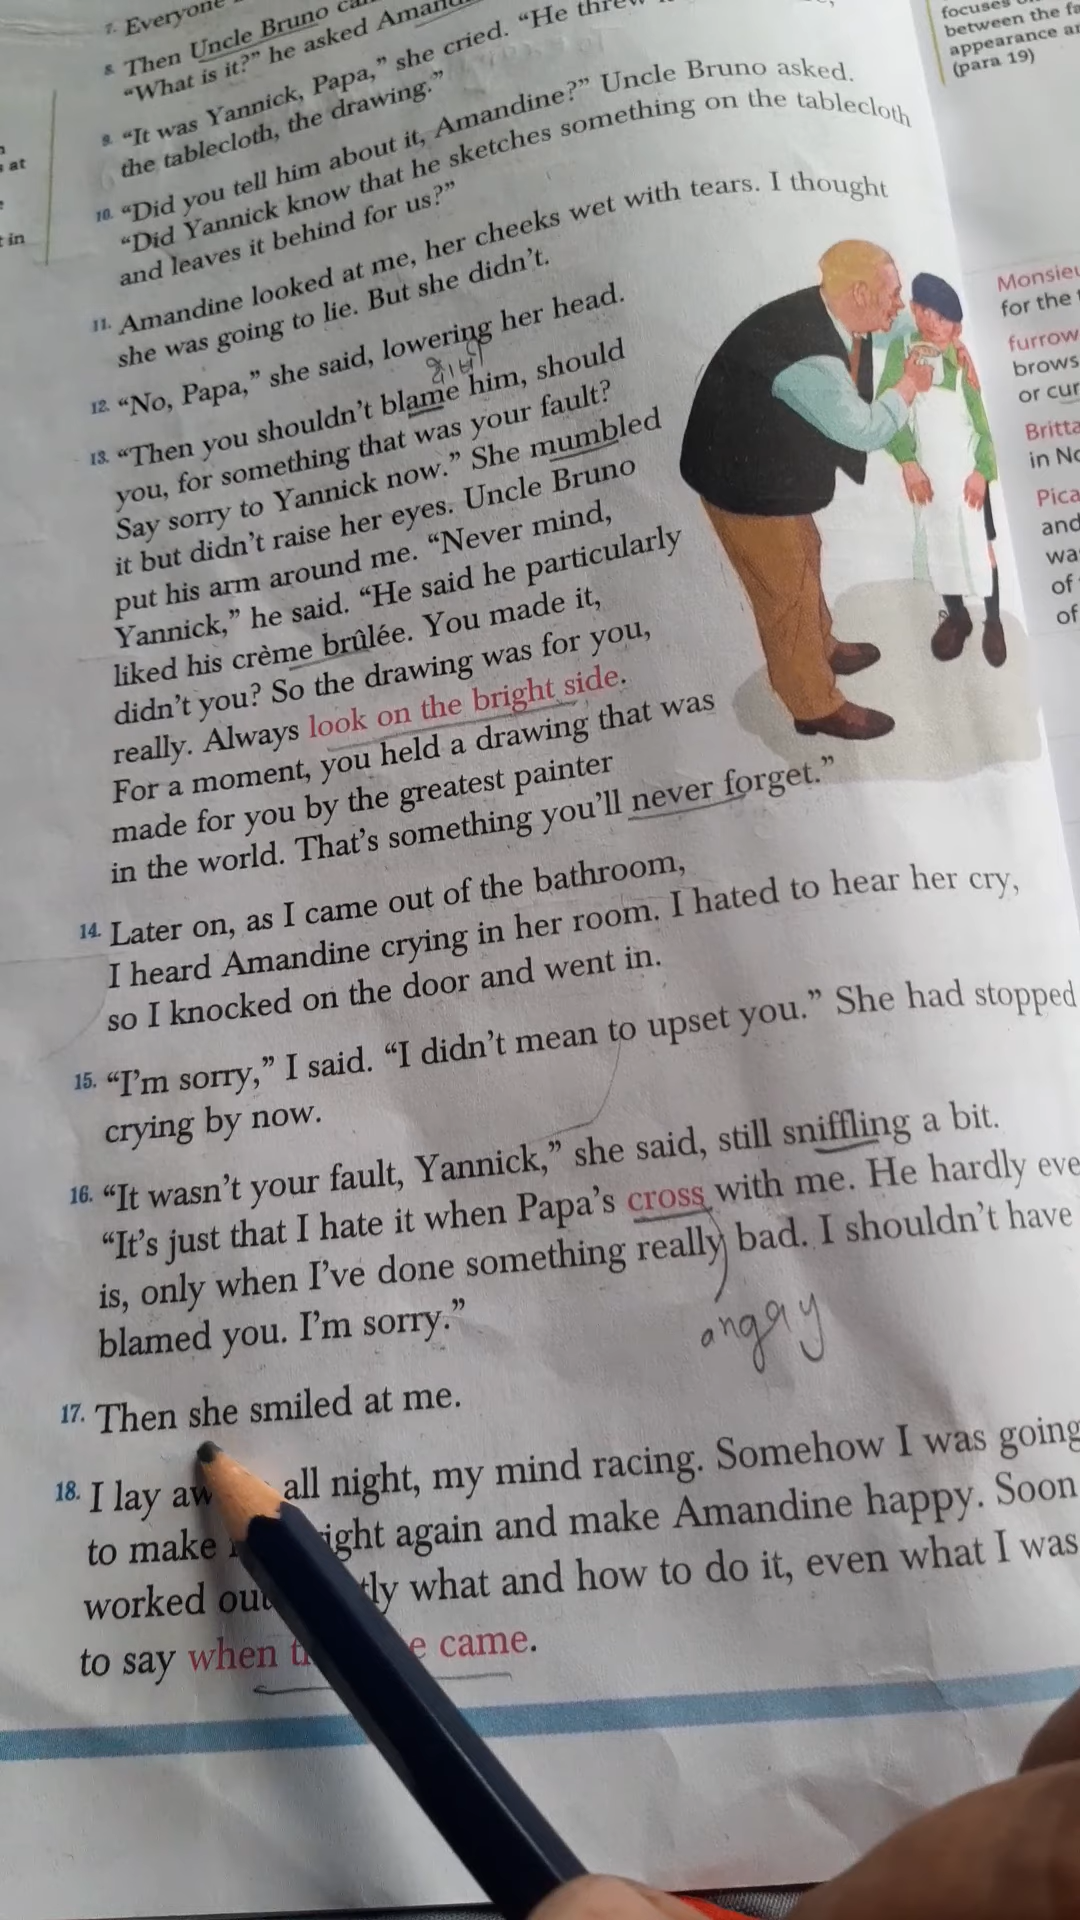 7. Everyone
8. Then Uncle Bruno
"What is it?" he asked
9. "It was Yannick, Papa," she cried. "He threw
the tablecloth, the drawing."
10. "Did you tell him about it, Amandine?" Uncle Bruno asked.
"Did Yannick know that he sketches something on the tablecloth
and leaves it behind for us?"
11. Amandine looked at me, her cheeks wet with tears. I thought
she was going to lie. But she didn't.
12. "No, Papa," she said, lowering her head.
13. "Then you shouldn't blame him, should
you, for something that was your fault?
Say sorry to Yannick now." She mumbled
it but didn't raise her eyes. Uncle Bruno
put his arm around me. "Never mind,
Yannick," he said. "He said he particularly
liked his crème brûlée. You made it,
didn't you? So the drawing was for you,
really. Always look on the bright side.
For a moment, you held a drawing that was
made for you by the greatest painter
in the world. That's something you'll never forget."
14. Later on, as I came out of the bathroom,
I heard Amandine crying in her room. I hated to hear her cry,
so I knocked on the door and went in.
15. "I'm sorry," I said. "I didn't mean to upset you." She had stopped
crying by now.
16. "It wasn't your fault, Yannick," she said, still sniffling a bit.
"It's just that I hate it when Papa's cross with me. He hardly eve
is, only when I've done something really bad. I shouldn't have
blamed you. I'm sorry."
angay
17. Then she smiled at me.
18. I lay all night, my mind racing. Somehow I was going
to make again and make Amandine happy. Soon
worked what and how to do it, even what I was
to say when came.
at
t in
focuses
between the
appearance
(para 19)
for the
furrow
brows
or
in
Pica
and
wa
of
of